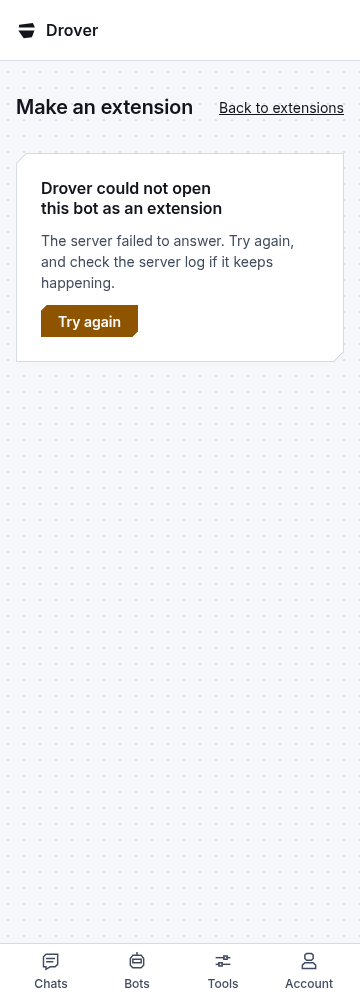 Drover
Make an extension
Back to extensions
Drover could not open
this bot as an extension
The server failed to answer. Try again,
and check the server log if it keeps
happening.
Try again
Chats
Bots
Tools
Account